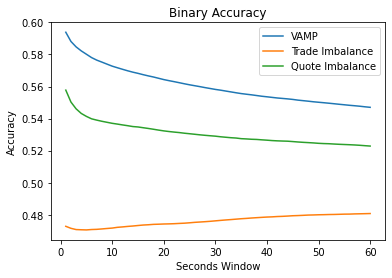 Binary Accuracy
VAMP
Trade Imbalance
Quote Imbalance
Accuracy
0.60
0.58
0.56
0.54
0.52
0.50
0.48
0
10
20
30
40
50
60
Seconds Window